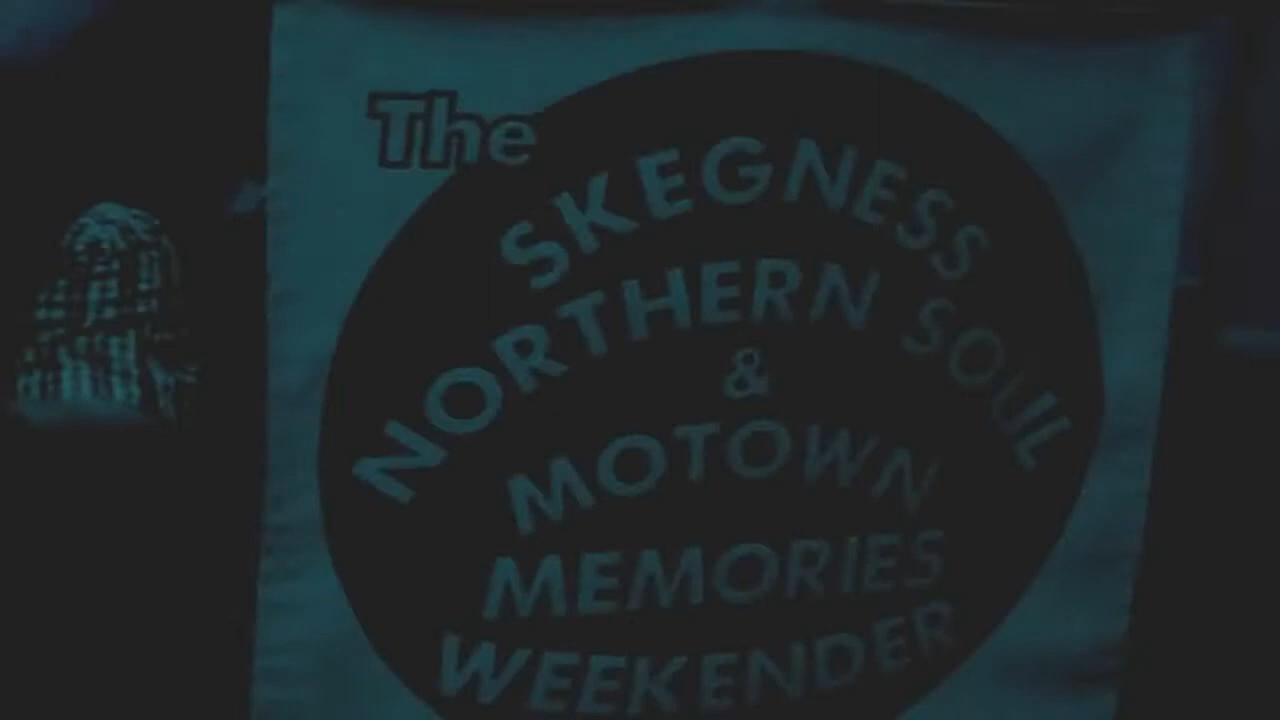 The
SKEGNESS
NORTHERN SOUL
&
MOTOWN
MEMORIES
WEEKENDER